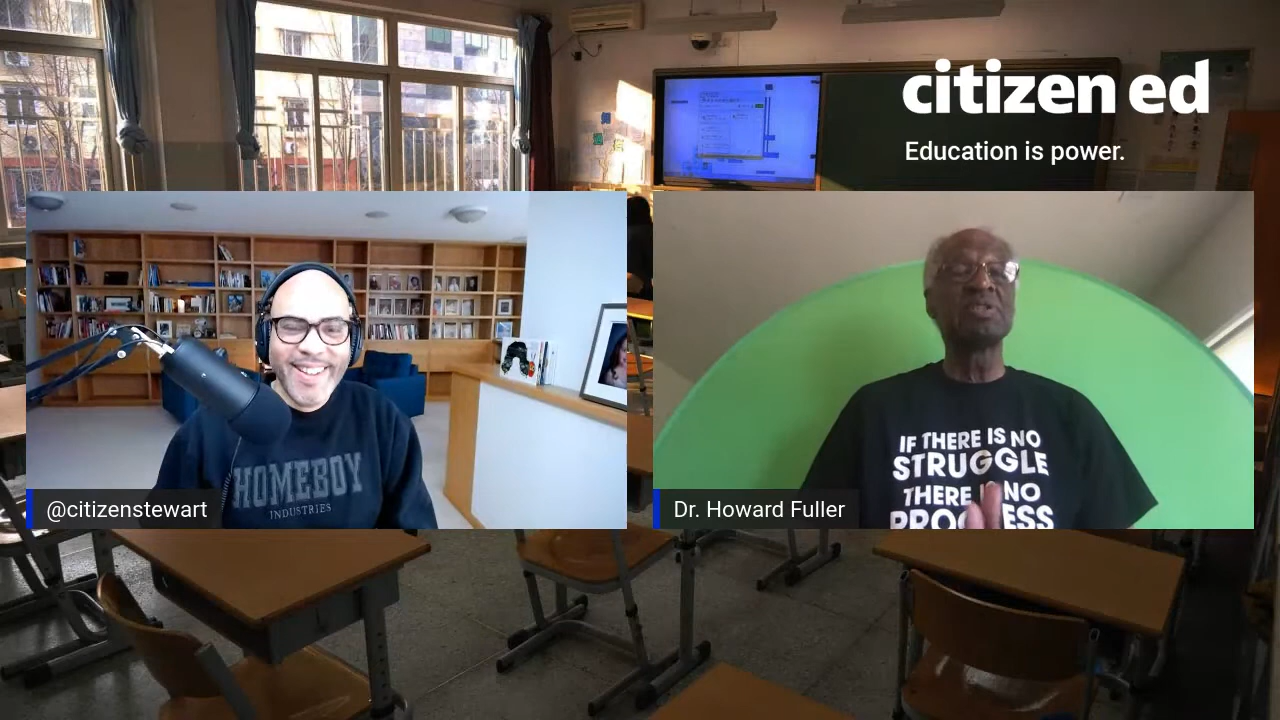 citizen ed
Education is power.
HOMEBOY
INDUSTRIES
IF THERE IS NO
STRUGGLE
THERE NO
@citizenstewart
Dr. Howard Fuller